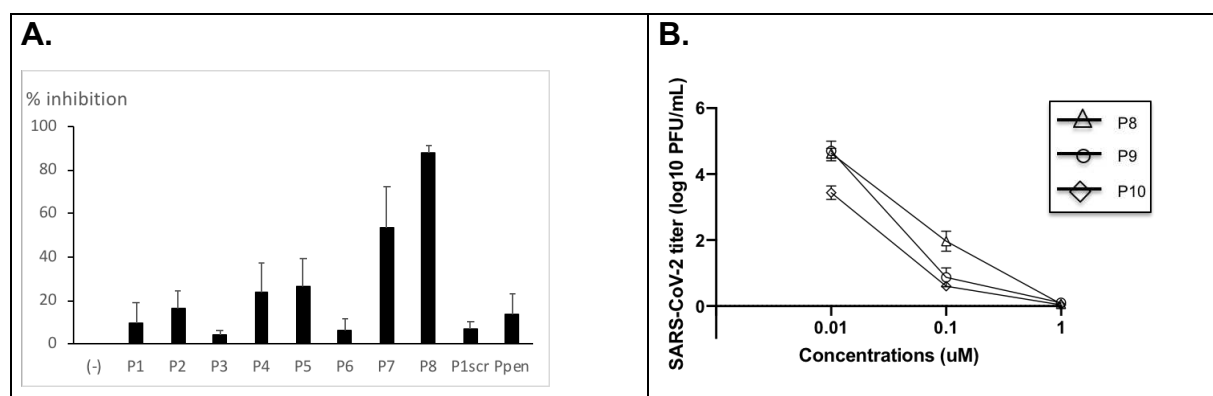 A.
% inhibition
100
80
60
40
20
0
(-) P1 P2 P3 P4 P5 P6 P7 P8 P1scr Ppen
B.
SARS-CoV-2 titer (log10 PFU/mL)
6
4
2
0
0.01 0.1 1
Concentrations (uM)
P8
P9
P10